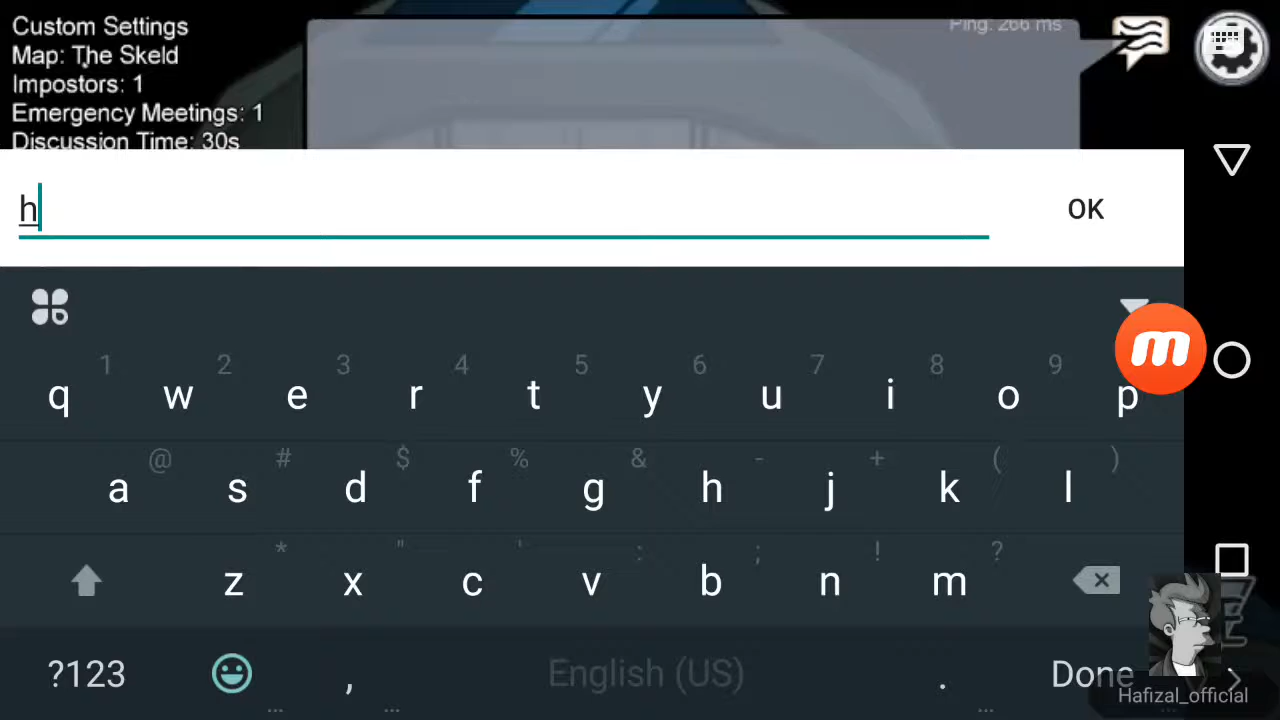 Custom Settings
Map: The Skeld
Impostors: 1
Emergency Meetings: 1
Discussion Time: 30s
Ping: 266 ms
h
OK
1 2 3 4 5 6 7 8 9
q w e r t y u i o p
@ # $ % & - + ( )
a s d f g h j k l
* " ' : ; ! ?
z x c v b n m
?123 , English (US) . Done
Hafizal_official